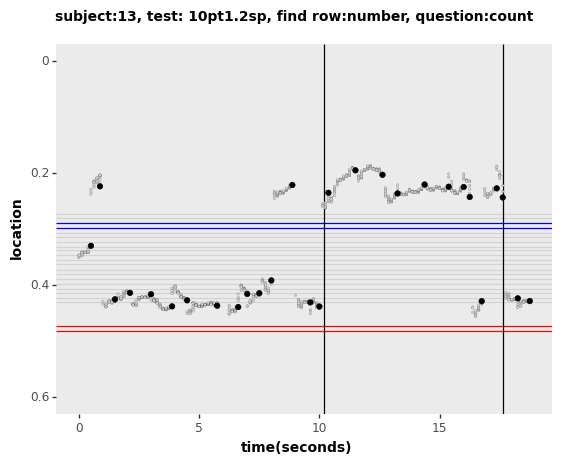 subject:13, test: 10pt1.2sp, find row:number, question:count
0
0.2
0.4
0.6
location
0 5 10 15
time(seconds)